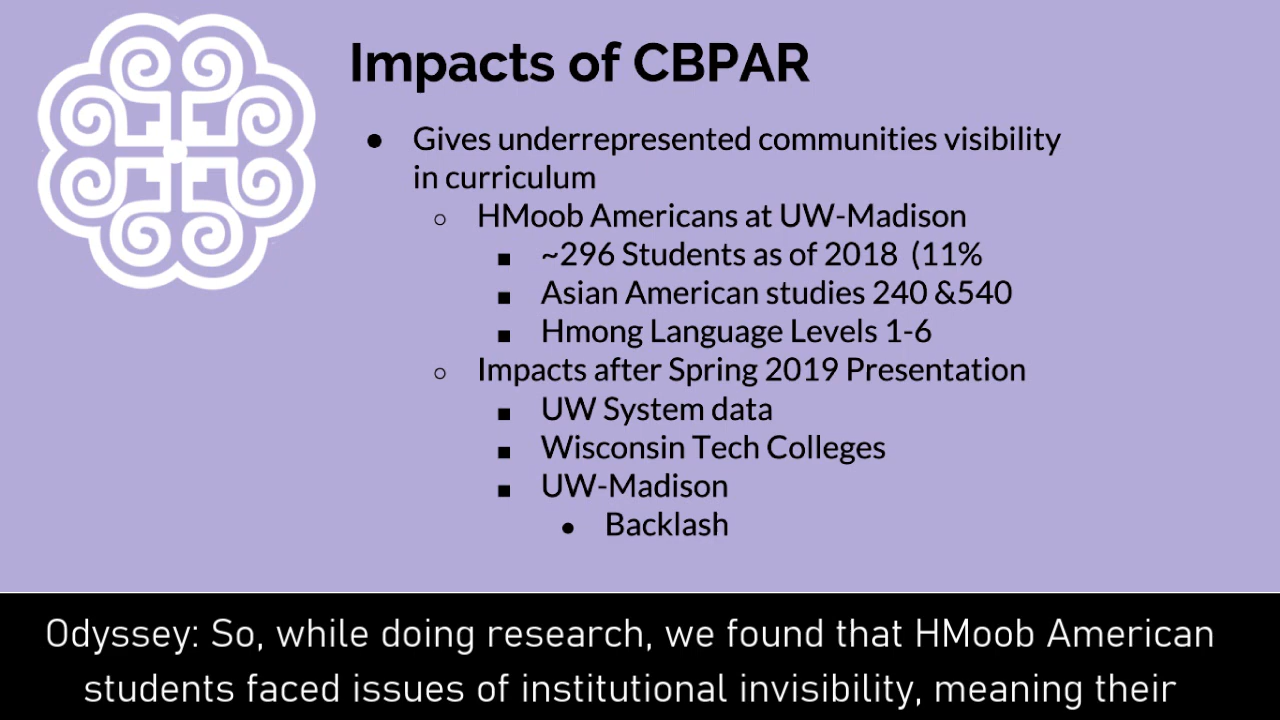 Impacts of CBPAR
● Gives underrepresented communities visibility
in curriculum
○ HMoob Americans at UW-Madison
■ ~296 Students as of 2018 (11%
■ Asian American studies 240 &540
■ Hmong Language Levels 1-6
○ Impacts after Spring 2019 Presentation
■ UW System data
■ Wisconsin Tech Colleges
■ UW-Madison
● Backlash
Odyssey: So, while doing research, we found that HMoob American
students faced issues of institutional invisibility, meaning their